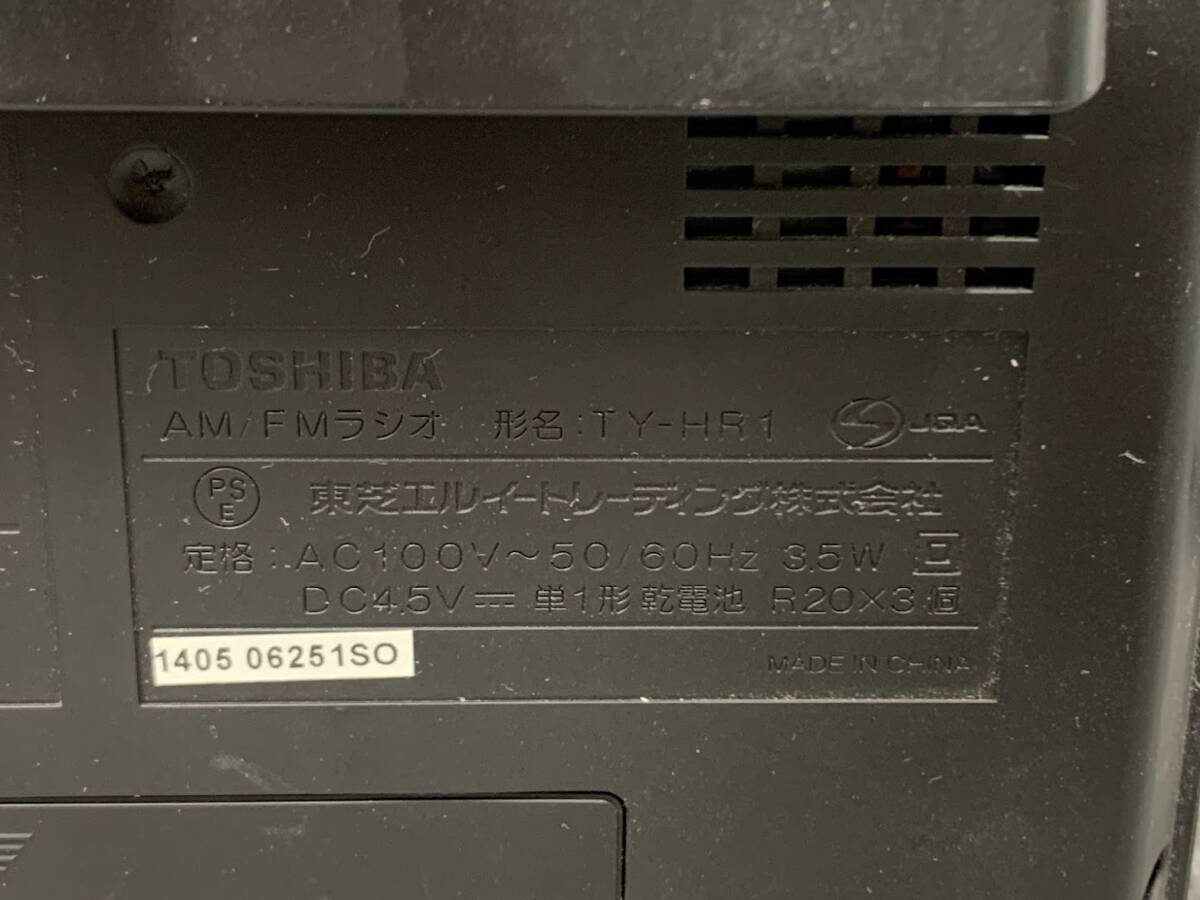 TOSHIBA
AM/FMラジオ 形名:TY-HR1 JQA
PS E 東芝エルイートレーディング株式会社
定格:AC100V~50/60Hz 3.5W
DC4.5V 単1形乾電池 R20×3個
1405 06251SO MADE IN CHINA